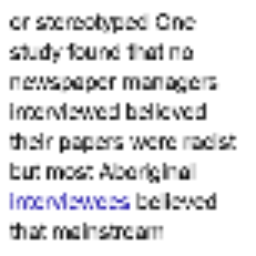 or stereotyped One
study found that no
newspaper managers
interviewed believed
their papers were racist
but most Aboriginal
interviewees believed
that mainstream